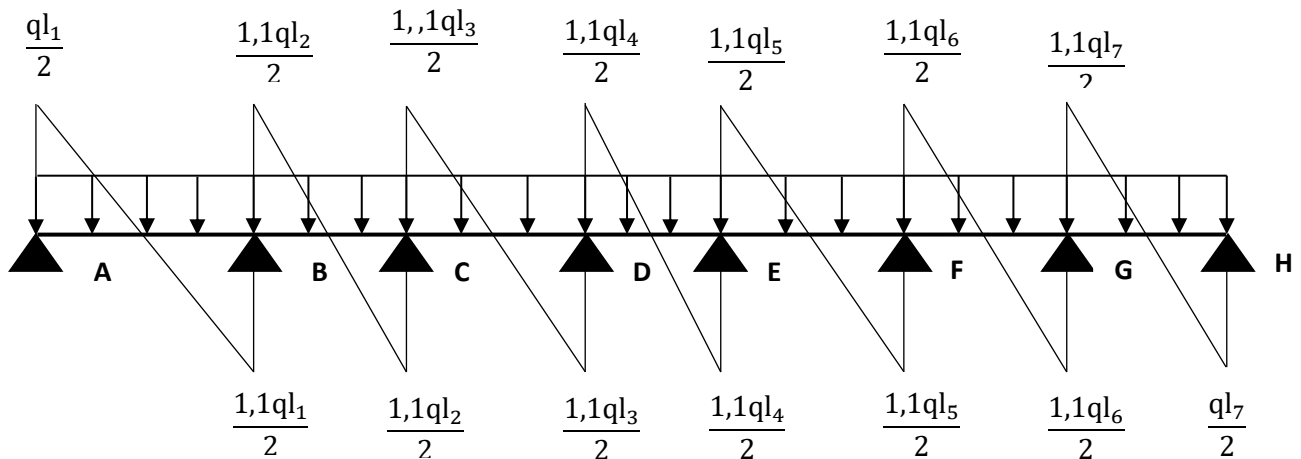 ql₁/2 1,1ql₂/2 1,,1ql₃/2 1,1ql₄/2 1,1ql₅/2 1,1ql₆/2 1,1ql₇/2
A B C D E F G H
1,1ql₁/2 1,1ql₂/2 1,1ql₃/2 1,1ql₄/2 1,1ql₅/2 1,1ql₆/2 ql₇/2